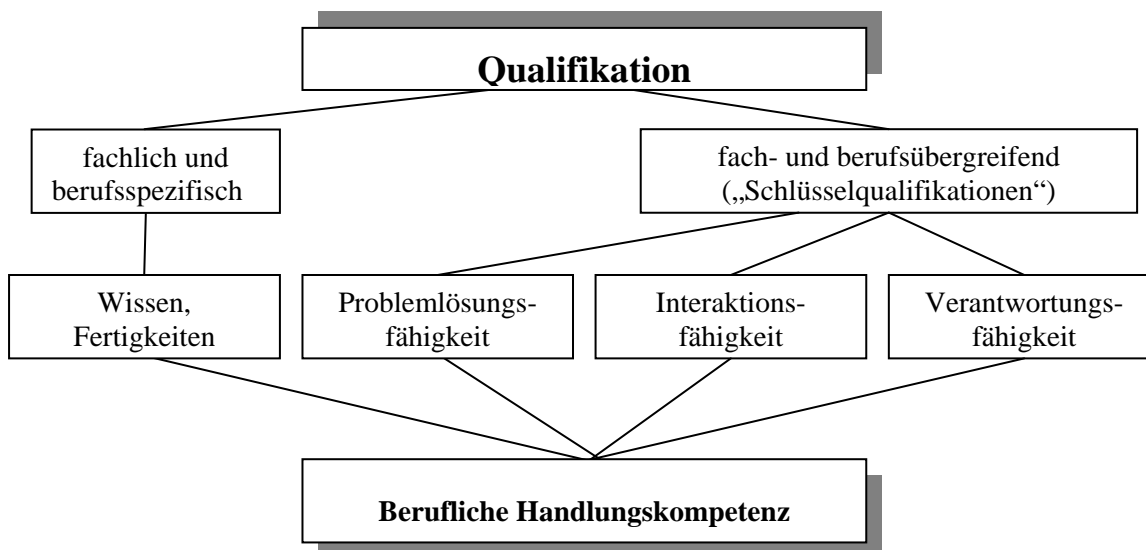 Qualifikation
fachlich und
berufsspezifisch
fach- und berufsübergreifend
(„Schlüsselqualifikationen“)
Wissen,
Fertigkeiten
Problemlösungs-
fähigkeit
Interaktions-
fähigkeit
Verantwortungs-
fähigkeit
Berufliche Handlungskompetenz